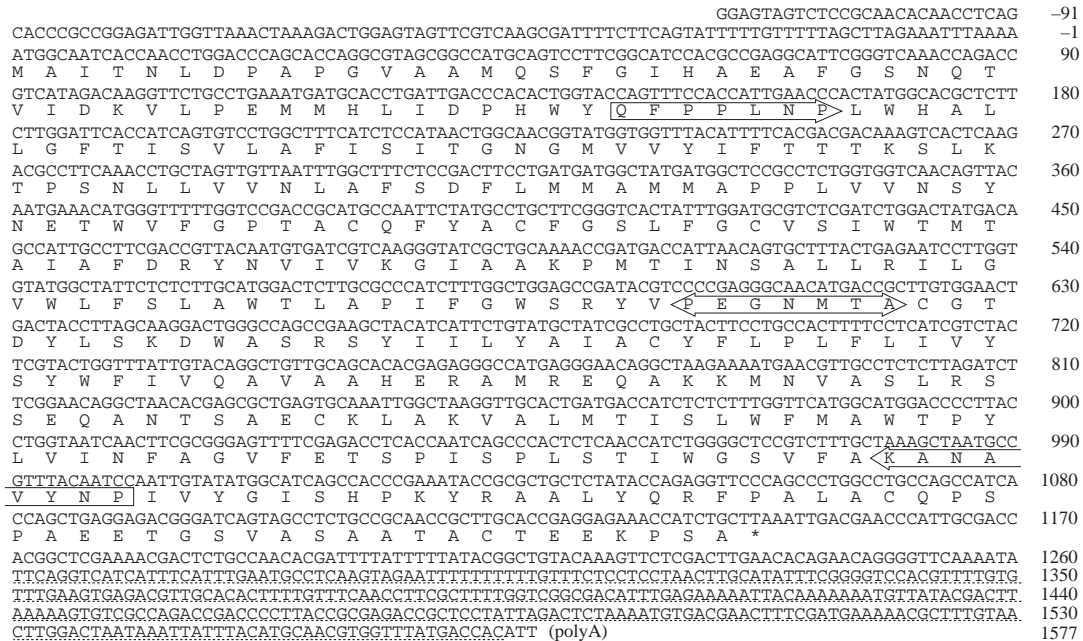 GGAGTAGTCTCCGCAACACAACCTCAG –91
CACCCGCCGGAGATTGGTTAAACTAAAGACTGGAGTAGTTCGTCAAGCGATTTTCTTCAGTATTTTTGTTTTTAGCTTAGAAATTTAAAA –1
ATGGCAATCACCAACCTGGACCCAGCACCAGGCGTAGCGGCCATGCAGTCCTTCGGCATCCACGCCGAGGCATTCGGGTCAAACCAGACC 90
M A I T N L D P A P G V A A M Q S F G I H A E A F G S N Q T
GTCATAGACAAGGTTCTGCCTGAAATGATGCACCTGATTGACCCACACTGGTACCAGTTTCCACCATTGAACCCACTATGGCACGCTCTT 180
V I D K V L P E M M H L I D P H W Y Q F P P L N P L W H A L
CTTGGATTCACCATCAGTGTCCTGGCTTTCATCTCCATAACTGGCAACGGTATGGTGGTTTACATTTTCACGACGACAAAGTCACTCAAG 270
L G F T I S V L A F I S I T G N G M V V Y I F T T T K S L K
ACGCCTTCAAACCTGCTAGTTGTTAATTTGGCTTTCTCCGACTTCCTGATGATGGCTATGATGGCTCCGCCTCTGGTGGTCAACAGTTAC 360
T P S N L L V V N L A F S D F L M M A M M A P P L V V N S Y
AATGAAACATGGGTTTTTGGTCCGACCGCATGCCAATTCTATGCCTGCTTCGGGTCACTATTTGGATGCGTCTCGATCTGGACTATGACA 450
N E T W V F G P T A C Q F Y A C F G S L F G C V S I W T M T
GCCATTGCCTTCGACCGTTACAATGTGATCGTCAAGGGTATCGCTGCAAAACCGATGACCATTAACAGTGCTTTACTGAGAATCCTTGGT 540
A I A F D R Y N V I V K G I A A K P M T I N S A L L R I L G
GTATGGCTATTCTCTCTTGCATGGACTCTTGCGCCCATCTTTGGCTGGAGCCGATACGTCCCCGAGGGCAACATGACCGCTTGTGGAACT 630
V W L F S L A W T L A P I F G W S R Y V P E G N M T A C G T
GACTACCTTAGCAAGGACTGGGCCAGCCGAAGCTACATCATTCTGTATGCTATCGCCTGCTACTTCCTGCCACTTTTCCTCATCGTCTAC 720
D Y L S K D W A S R S Y I I L Y A I A C Y F L P L F L I V Y
TCGTACTGGTTTATTGTACAGGCTGTTGCAGCACACGAGAGGGCCATGAGGGAACAGGCTAAGAAAATGAACGTTGCCTCTCTTAGATCT 810
S Y W F I V Q A V A A H E R A M R E Q A K K M N V A S L R S
TCGGAACAGGCTAACACGAGCGCTGAGTGCAAATTGGCTAAGGTTGCACTGATGACCATCTCTCTTTGGTTCATGGCATGGACCCCTTAC 900
S E Q A N T S A E C K L A K V A L M T I S L W F M A W T P Y
CTGGTAATCAACTTCGCGGGAGTTTTCGAGACCTCACCAATCAGCCCACTCTCAACCATCTGGGGCTCCGTCTTTGCTAAAGCTAATGCC 990
L V I N F A G V F E T S P I S P L S T I W G S V F A K A N A
GTTTACAATCCAATTGTATATGGCATCAGCCACCCGAAATACCGCGCTGCTCTATACCAGAGGTTCCCAGCCCTGGCCTGCCAGCCATCA 1080
V Y N P I V Y G I S H P K Y R A A L Y Q R F P A L A C Q P S
CCAGCTGAGGAGACGGGATCAGTAGCCTCTGCCGCAACCGCTTGCACCGAGGAGAAACCATCTGCTTAAATTGACGAACCCATTGCGACC 1170
P A E E T G S V A S A A T A C T E E K P S A *
ACGGCTCGAAAACGACTCTGCCAACACGATTTTATTTTTATACGGCTGTACAAAGTTCTCGACTTGAACACAGAACAGGGGTTCAAAATA 1260
TTCAGGTCATCATTTCATTTGAATGCCTCAAGTAGAATTTTTTTTTTTGTTTCTCCTCCTAACTTGCATATTTCGGGGTCCACGTTTTGTG 1350
TTTGAAGTGAGACGTTGCACACTTTTGTTTCAACCTTCGCTTTTGGTCGGCGACATTTGAGAAAAATTACAAAAAAATGTTATACGACTT 1440
AAAAAGTGTCGCCAGACCGACCCCTTACCGCGAGACCGCTCCTATTAGACTCTAAAATGTGACGAACTTTCGATGAAAAACGCTTTGTAA 1530
CTTGGACTAATAAATTATTTACATGCAACGTGGTTTATGACCACATT (polyA) 1577